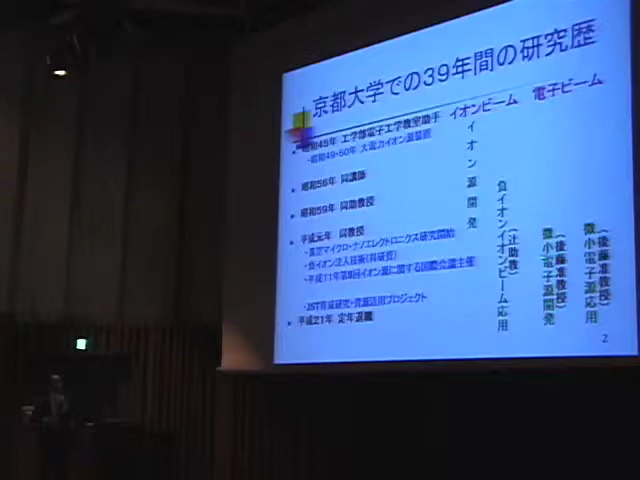 京都大学での39年間の研究歴
イオンビーム 電子ビーム
昭和45年 工学部電子工学教室助手
・昭和49-50年 大電力イオン源製作
昭和56年 同講師
昭和59年 同助教授
平成元年 同教授
・真空マイクロ・ナノエレクトロニクス研究開始
・負イオン注入技術(特研究)
・平成11年第8回イオン源に関する国際会議主催
・JST育成研究・資源活用プロジェクト
平成21年 定年退職
イオン源開発
負イオンイオンビーム応用
(辻助教)
微小電子源開発
(後藤准教授)
微小電子源応用
(後藤准教授)
2